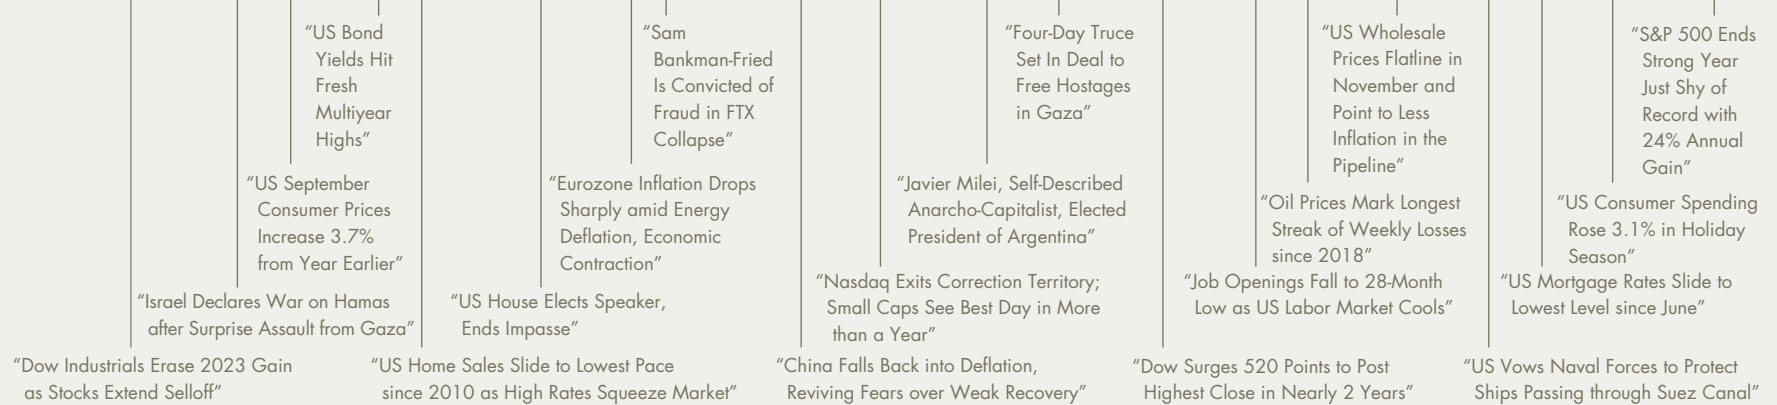 “US Bond
Yields Hit
Fresh
Multiyear
Highs”
“Sam
Bankman-Fried
Is Convicted of
Fraud in FTX
Collapse”
“Four-Day Truce
Set In Deal to
Free Hostages
in Gaza”
“US Wholesale
Prices Flatline in
November and
Point to Less
Inflation in the
Pipeline”
“S&P 500 Ends
Strong Year
Just Shy of
Record with
24% Annual
Gain”
“US September
Consumer Prices
Increase 3.7%
from Year Earlier”
“Eurozone Inflation Drops
Sharply amid Energy
Deflation, Economic
Contraction”
“Javier Milei, Self-Described
Anarcho-Capitalist, Elected
President of Argentina”
“Oil Prices Mark Longest
Streak of Weekly Losses
since 2018”
“US Consumer Spending
Rose 3.1% in Holiday
Season”
“Israel Declares War on Hamas
after Surprise Assault from Gaza”
“US House Elects Speaker,
Ends Impasse”
“Nasdaq Exits Correction Territory;
Small Caps See Best Day in More
than a Year”
“Job Openings Fall to 28-Month
Low as US Labor Market Cools”
“US Mortgage Rates Slide to
Lowest Level since June”
“Dow Industrials Erase 2023 Gain
as Stocks Extend Selloff”
“US Home Sales Slide to Lowest Pace
since 2010 as High Rates Squeeze Market”
“China Falls Back into Deflation,
Reviving Fears over Weak Recovery”
“Dow Surges 520 Points to Post
Highest Close in Nearly 2 Years”
“US Vows Naval Forces to Protect
Ships Passing through Suez Canal”